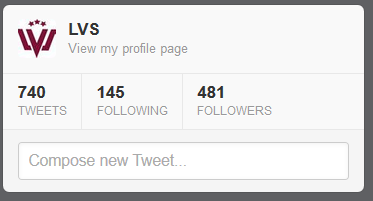 LVS
View my profile page
740 145 481
TWEETS FOLLOWING FOLLOWERS
Compose new Tweet...